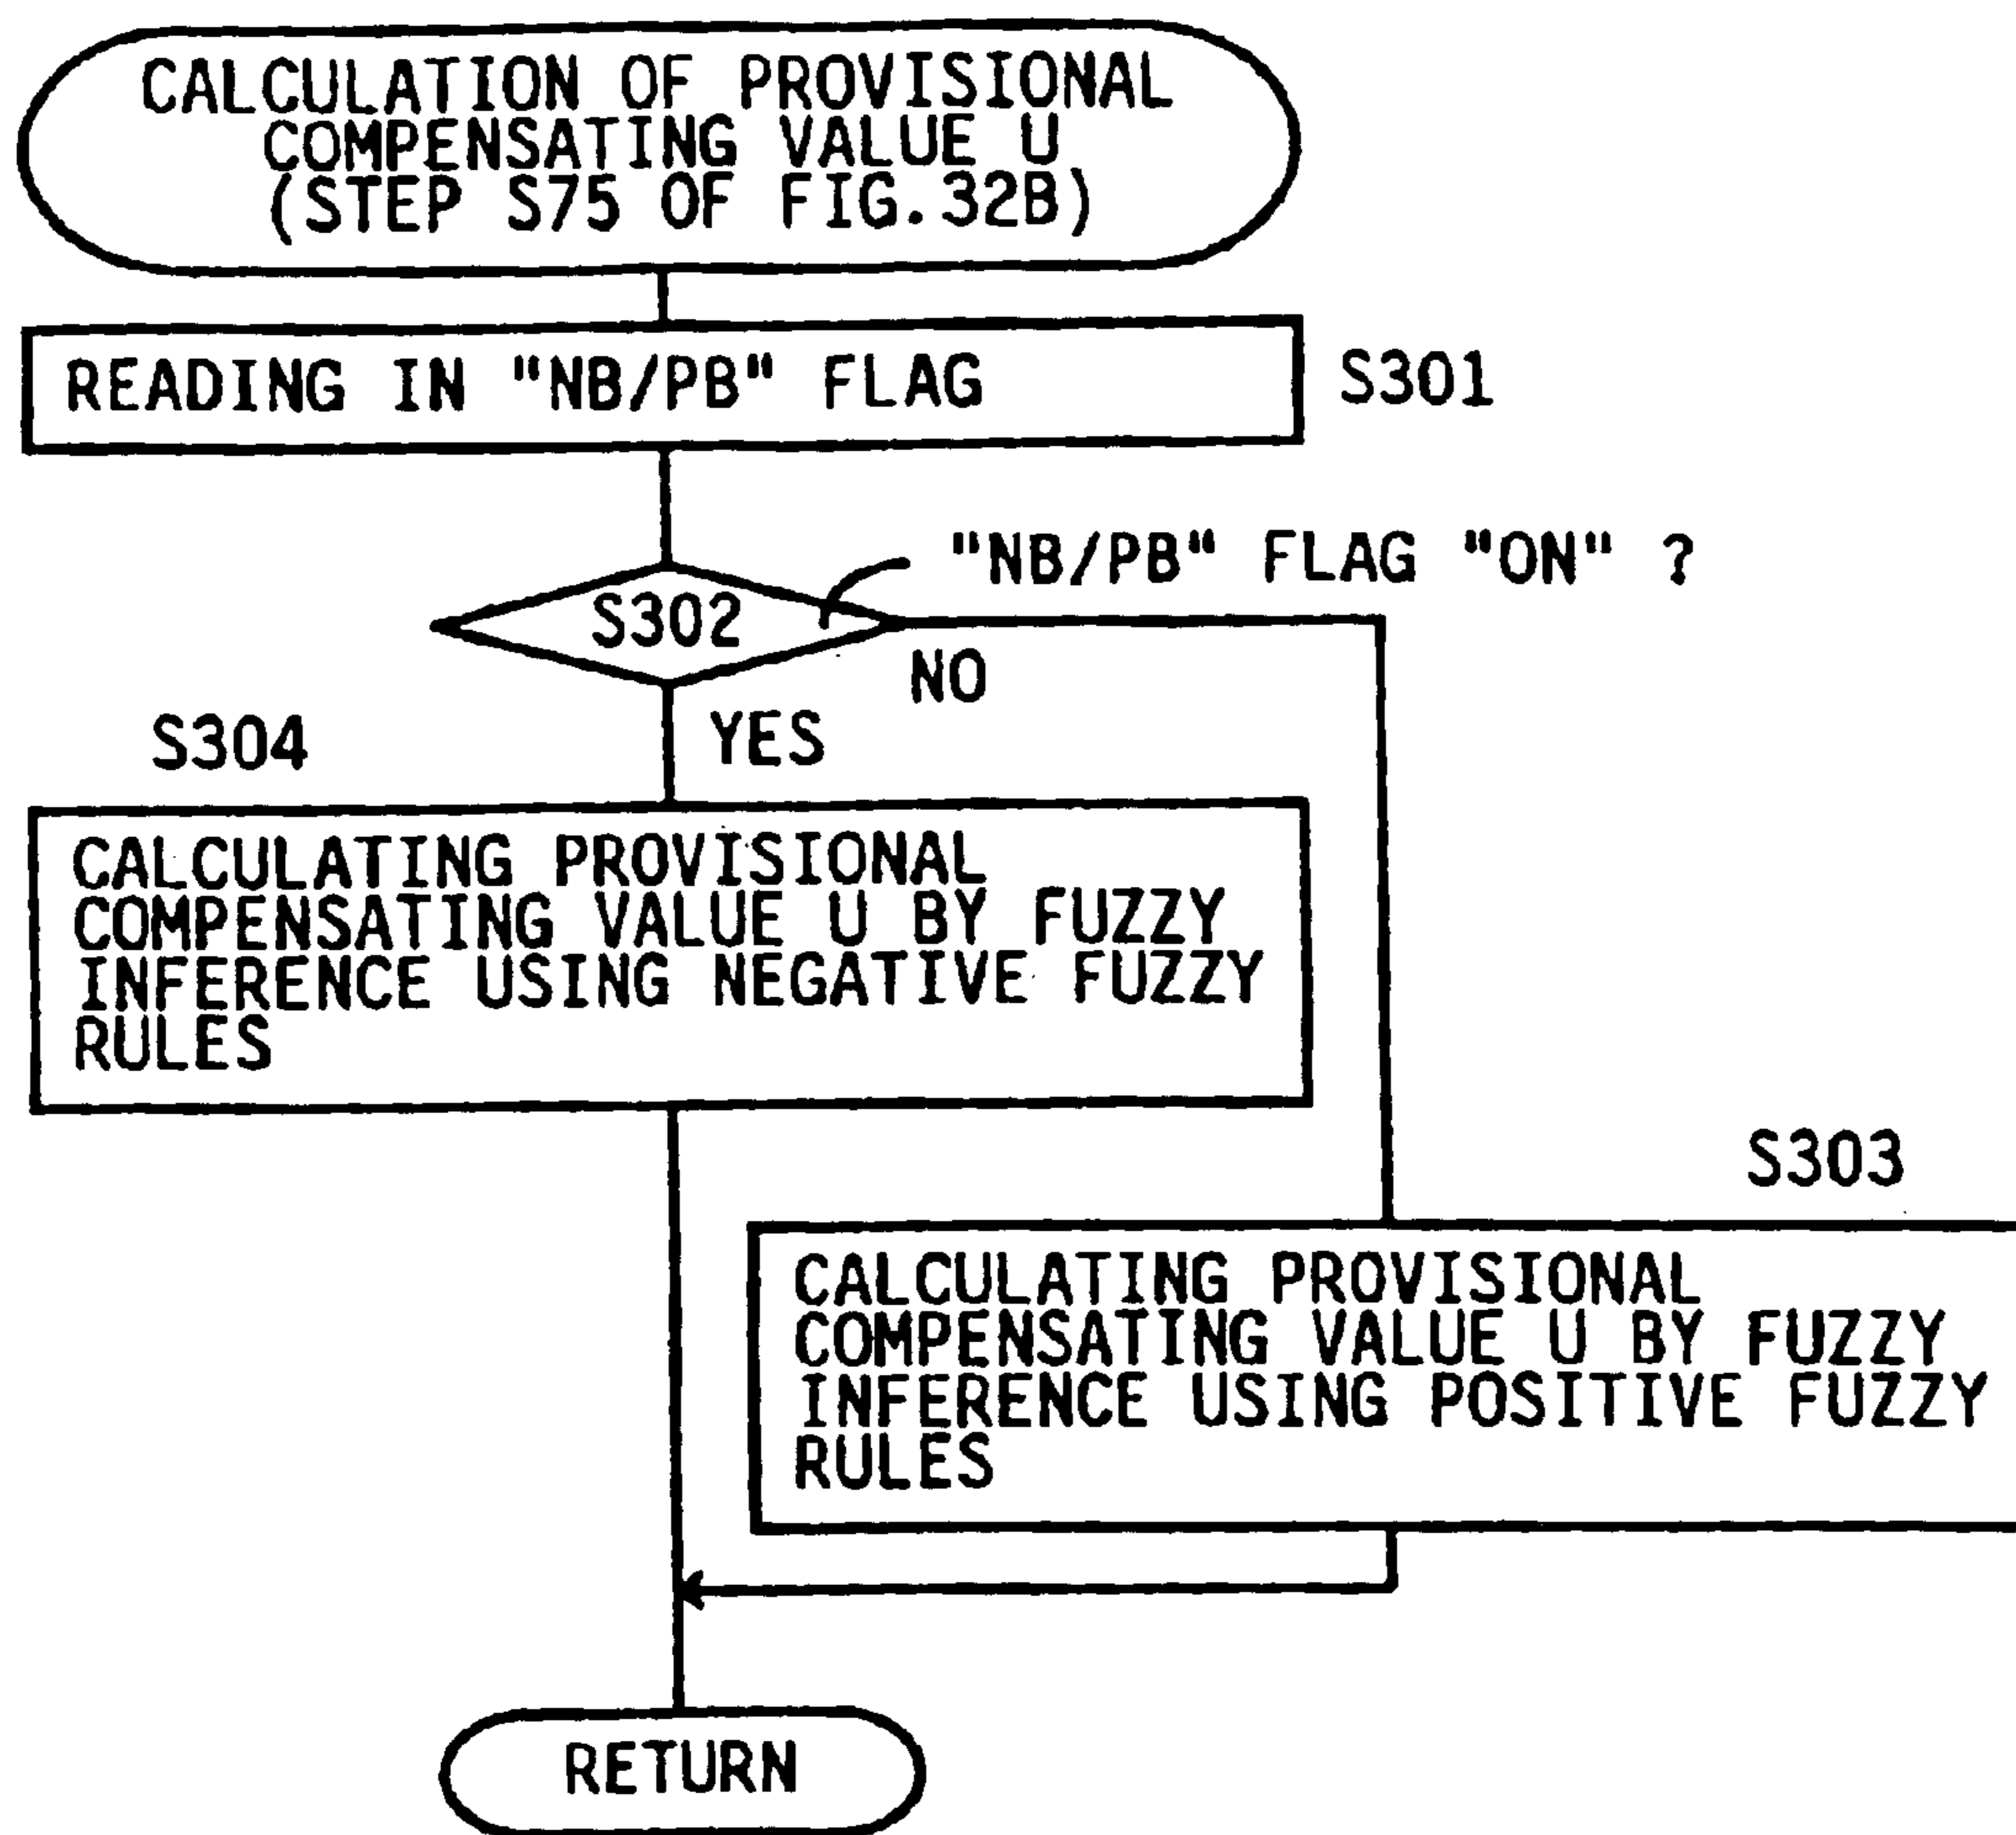 CALCULATION OF PROVISIONAL
COMPENSATING VALUE U
(STEP S75 OF FIG.32B)
READING IN "NB/PB" FLAG
S301
"NB/PB" FLAG "ON" ?
S302
NO
YES
S304
CALCULATING PROVISIONAL
COMPENSATING VALUE U BY FUZZY
INFERENCE USING NEGATIVE FUZZY
RULES
S303
CALCULATING PROVISIONAL
COMPENSATING VALUE U BY FUZZY
INFERENCE USING POSITIVE FUZZY
RULES
RETURN